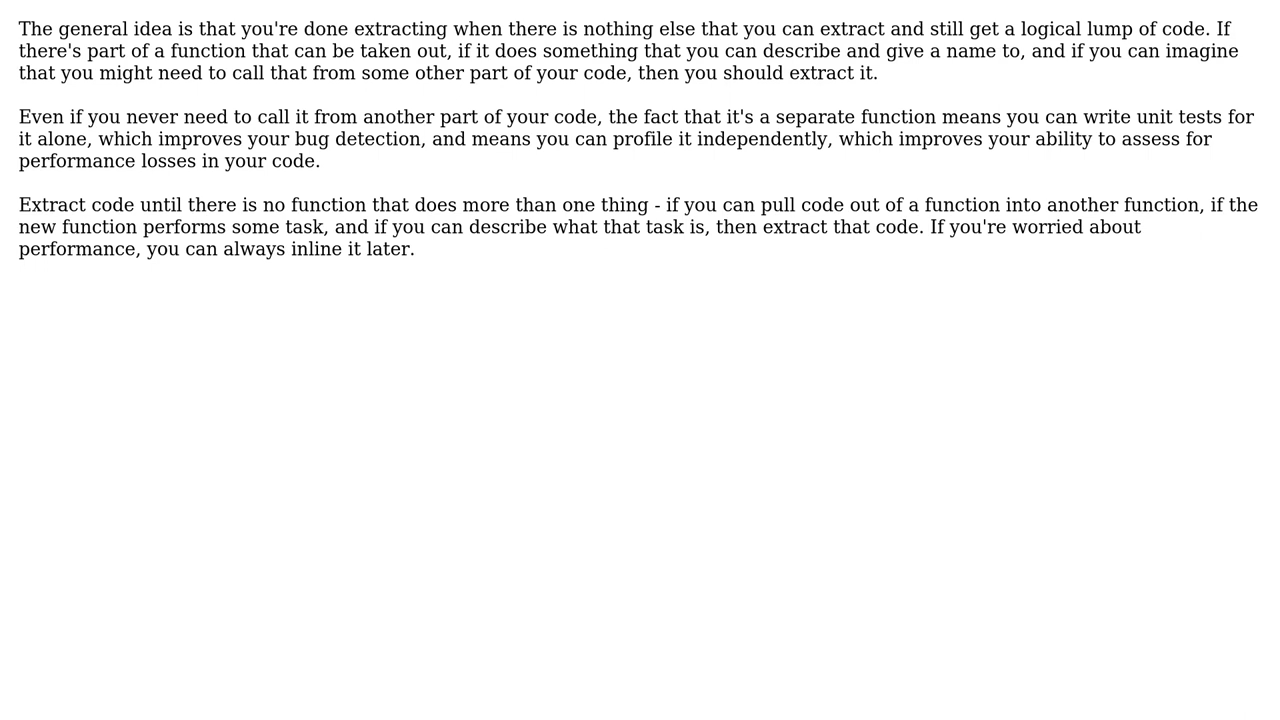 The general idea is that you're done extracting when there is nothing else that you can extract and still get a logical lump of code. If
there's part of a function that can be taken out, if it does something that you can describe and give a name to, and if you can imagine
that you might need to call that from some other part of your code, then you should extract it.
Even if you never need to call it from another part of your code, the fact that it's a separate function means you can write unit tests for
it alone, which improves your bug detection, and means you can profile it independently, which improves your ability to assess for
performance losses in your code.
Extract code until there is no function that does more than one thing - if you can pull code out of a function into another function, if the
new function performs some task, and if you can describe what that task is, then extract that code. If you're worried about
performance, you can always inline it later.